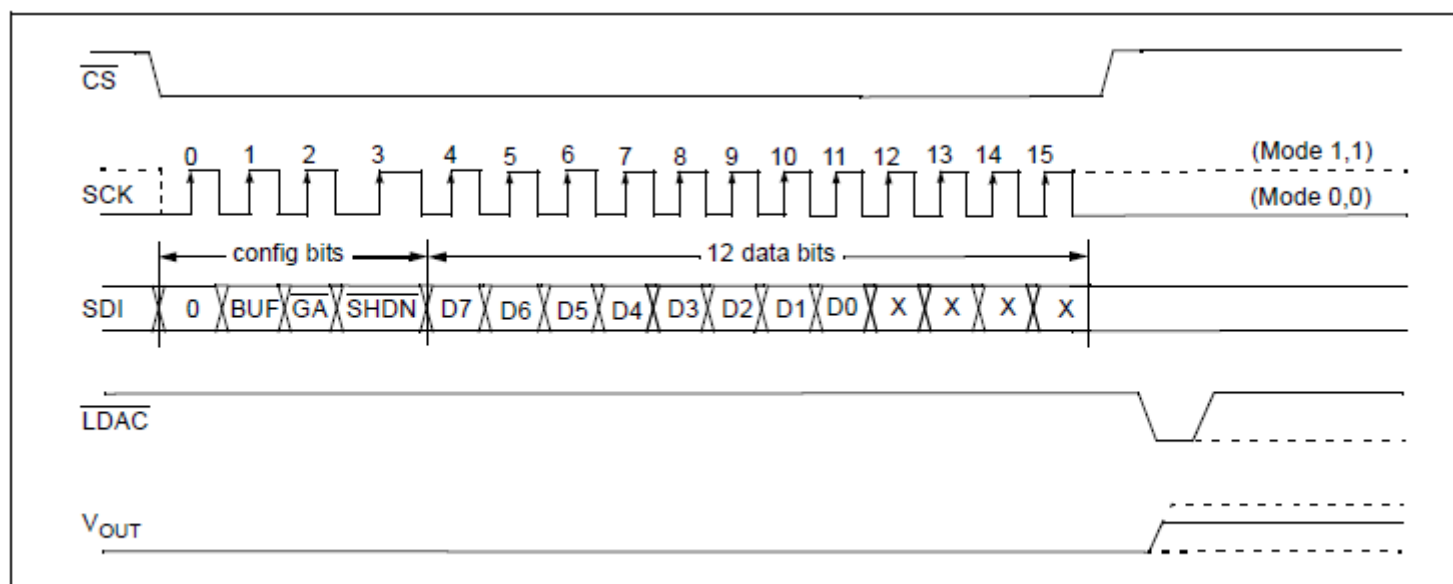 CS
0 1 2 3 4 5 6 7 8 9 10 11 12 13 14 15 (Mode 1,1)
SCK (Mode 0,0)
config bits 12 data bits
SDI 0 BUF GA SHDN D7 D6 D5 D4 D3 D2 D1 D0 X X X X
LDAC
VOUT